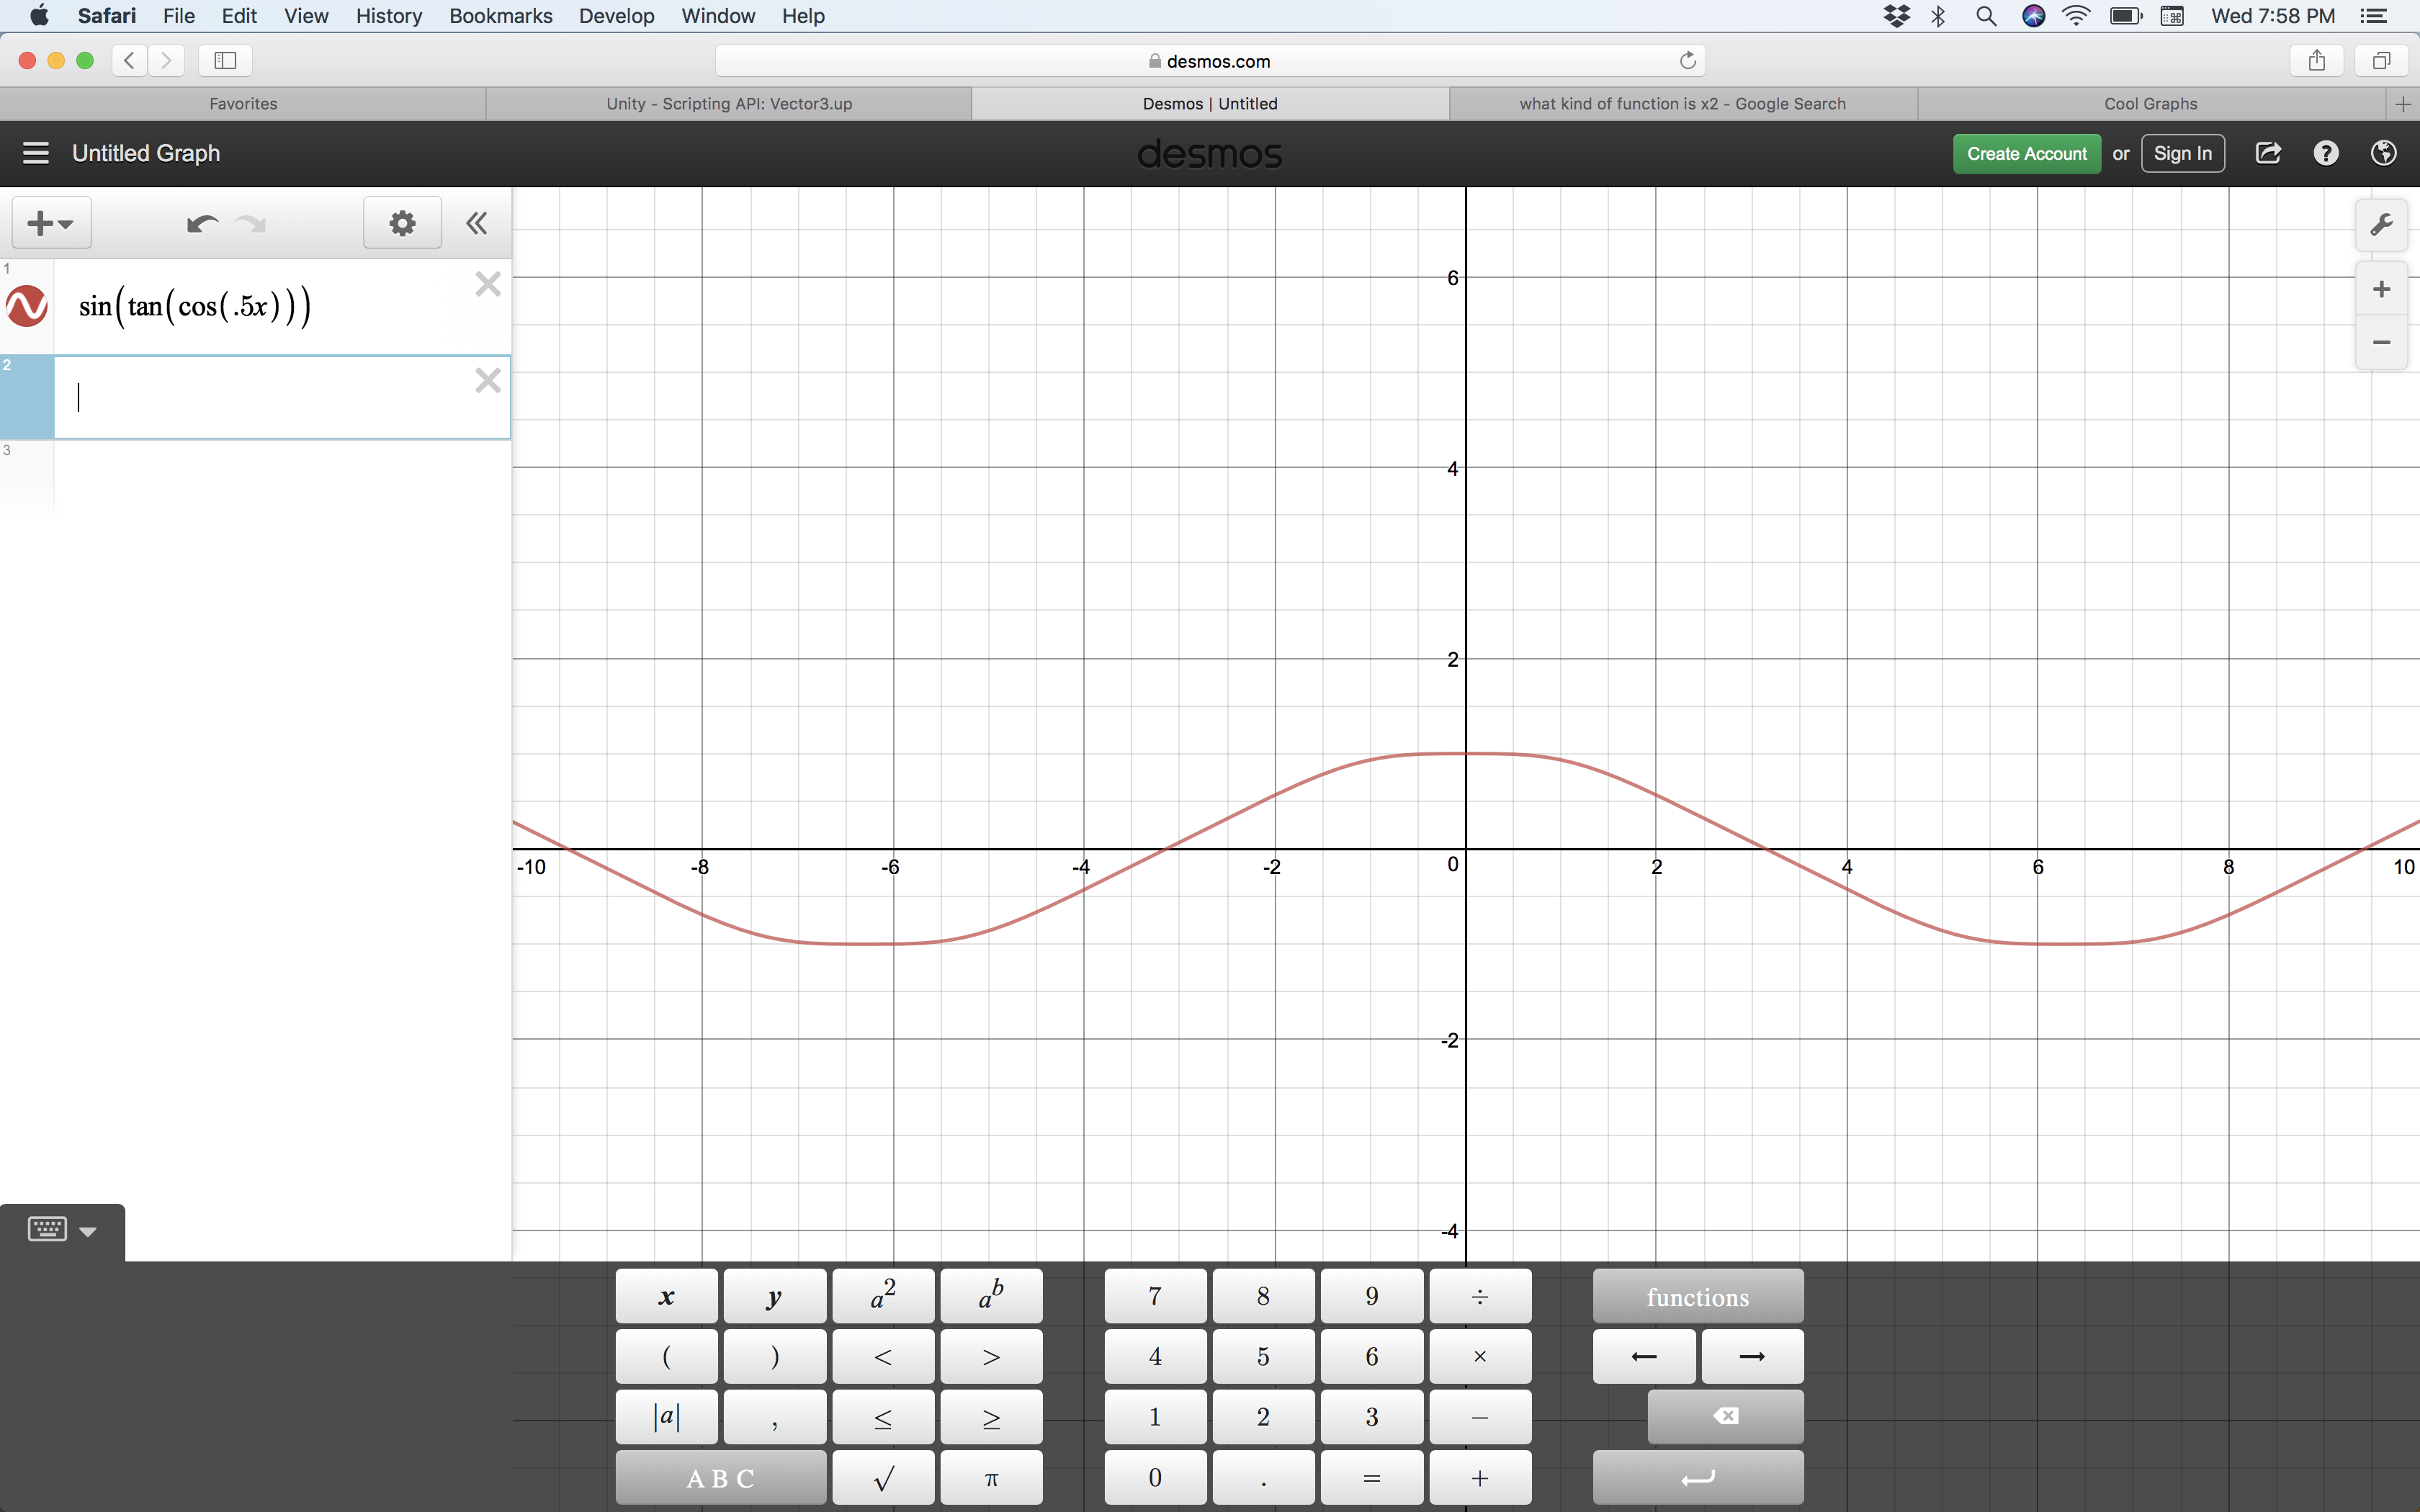 Safari File Edit View History Bookmarks Develop Window Help Wed 7:58 PM
desmos.com
Favorites Unity - Scripting API: Vector3.up Desmos | Untitled what kind of function is x2 - Google Search Cool Graphs
Untitled Graph desmos Create Account or Sign In
1
sin(tan(cos(.5x)))
2
3
6
4
2
-10 -8 -6 -4 -2 0 2 4 6 8 10
-2
-4
x y a² aᵇ 7 8 9 ÷ functions
( ) < > 4 5 6 × ← →
|a| , ≤ ≥ 1 2 3 −
A B C √ π 0 . = +